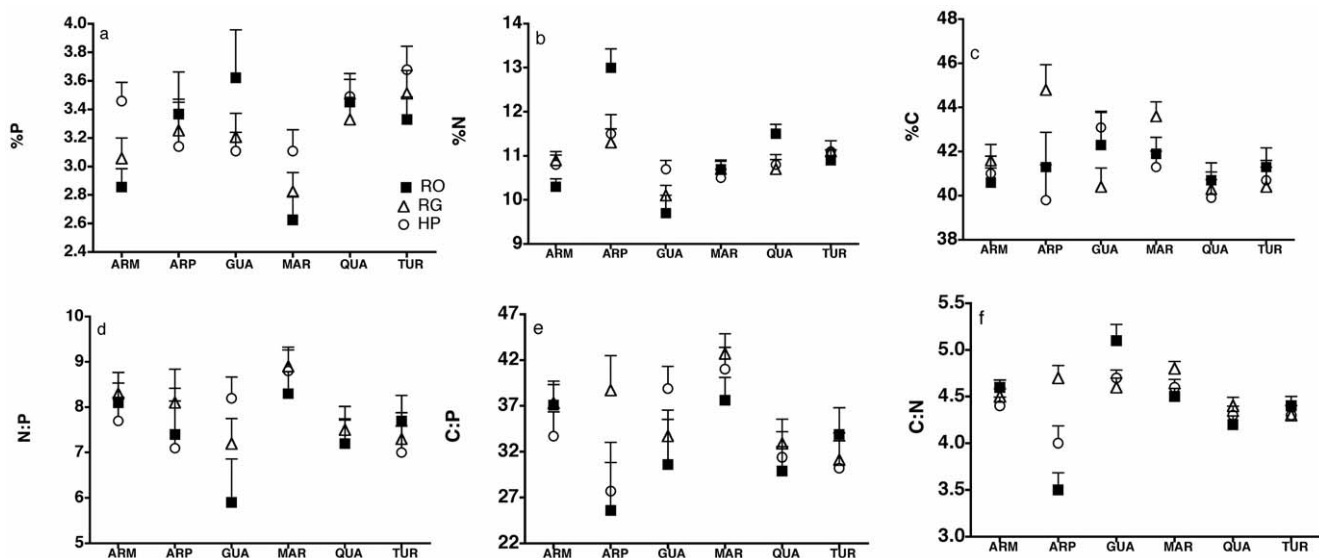 a
%P
4.0
3.8
3.6
3.4
3.2
3.0
2.8
2.6
2.4
RO
RG
HP
ARM ARP GUA MAR QUA TUR
b
%N
14
13
12
11
10
9
ARM ARP GUA MAR QUA TUR
c
%C
48
46
44
42
40
38
ARM ARP GUA MAR QUA TUR
d
N:P
10
9
8
7
6
5
ARM ARP GUA MAR QUA TUR
e
C:P
47
42
37
32
27
22
ARM ARP GUA MAR QUA TUR
f
C:N
5.5
5.0
4.5
4.0
3.5
3.0
ARM ARP GUA MAR QUA TUR